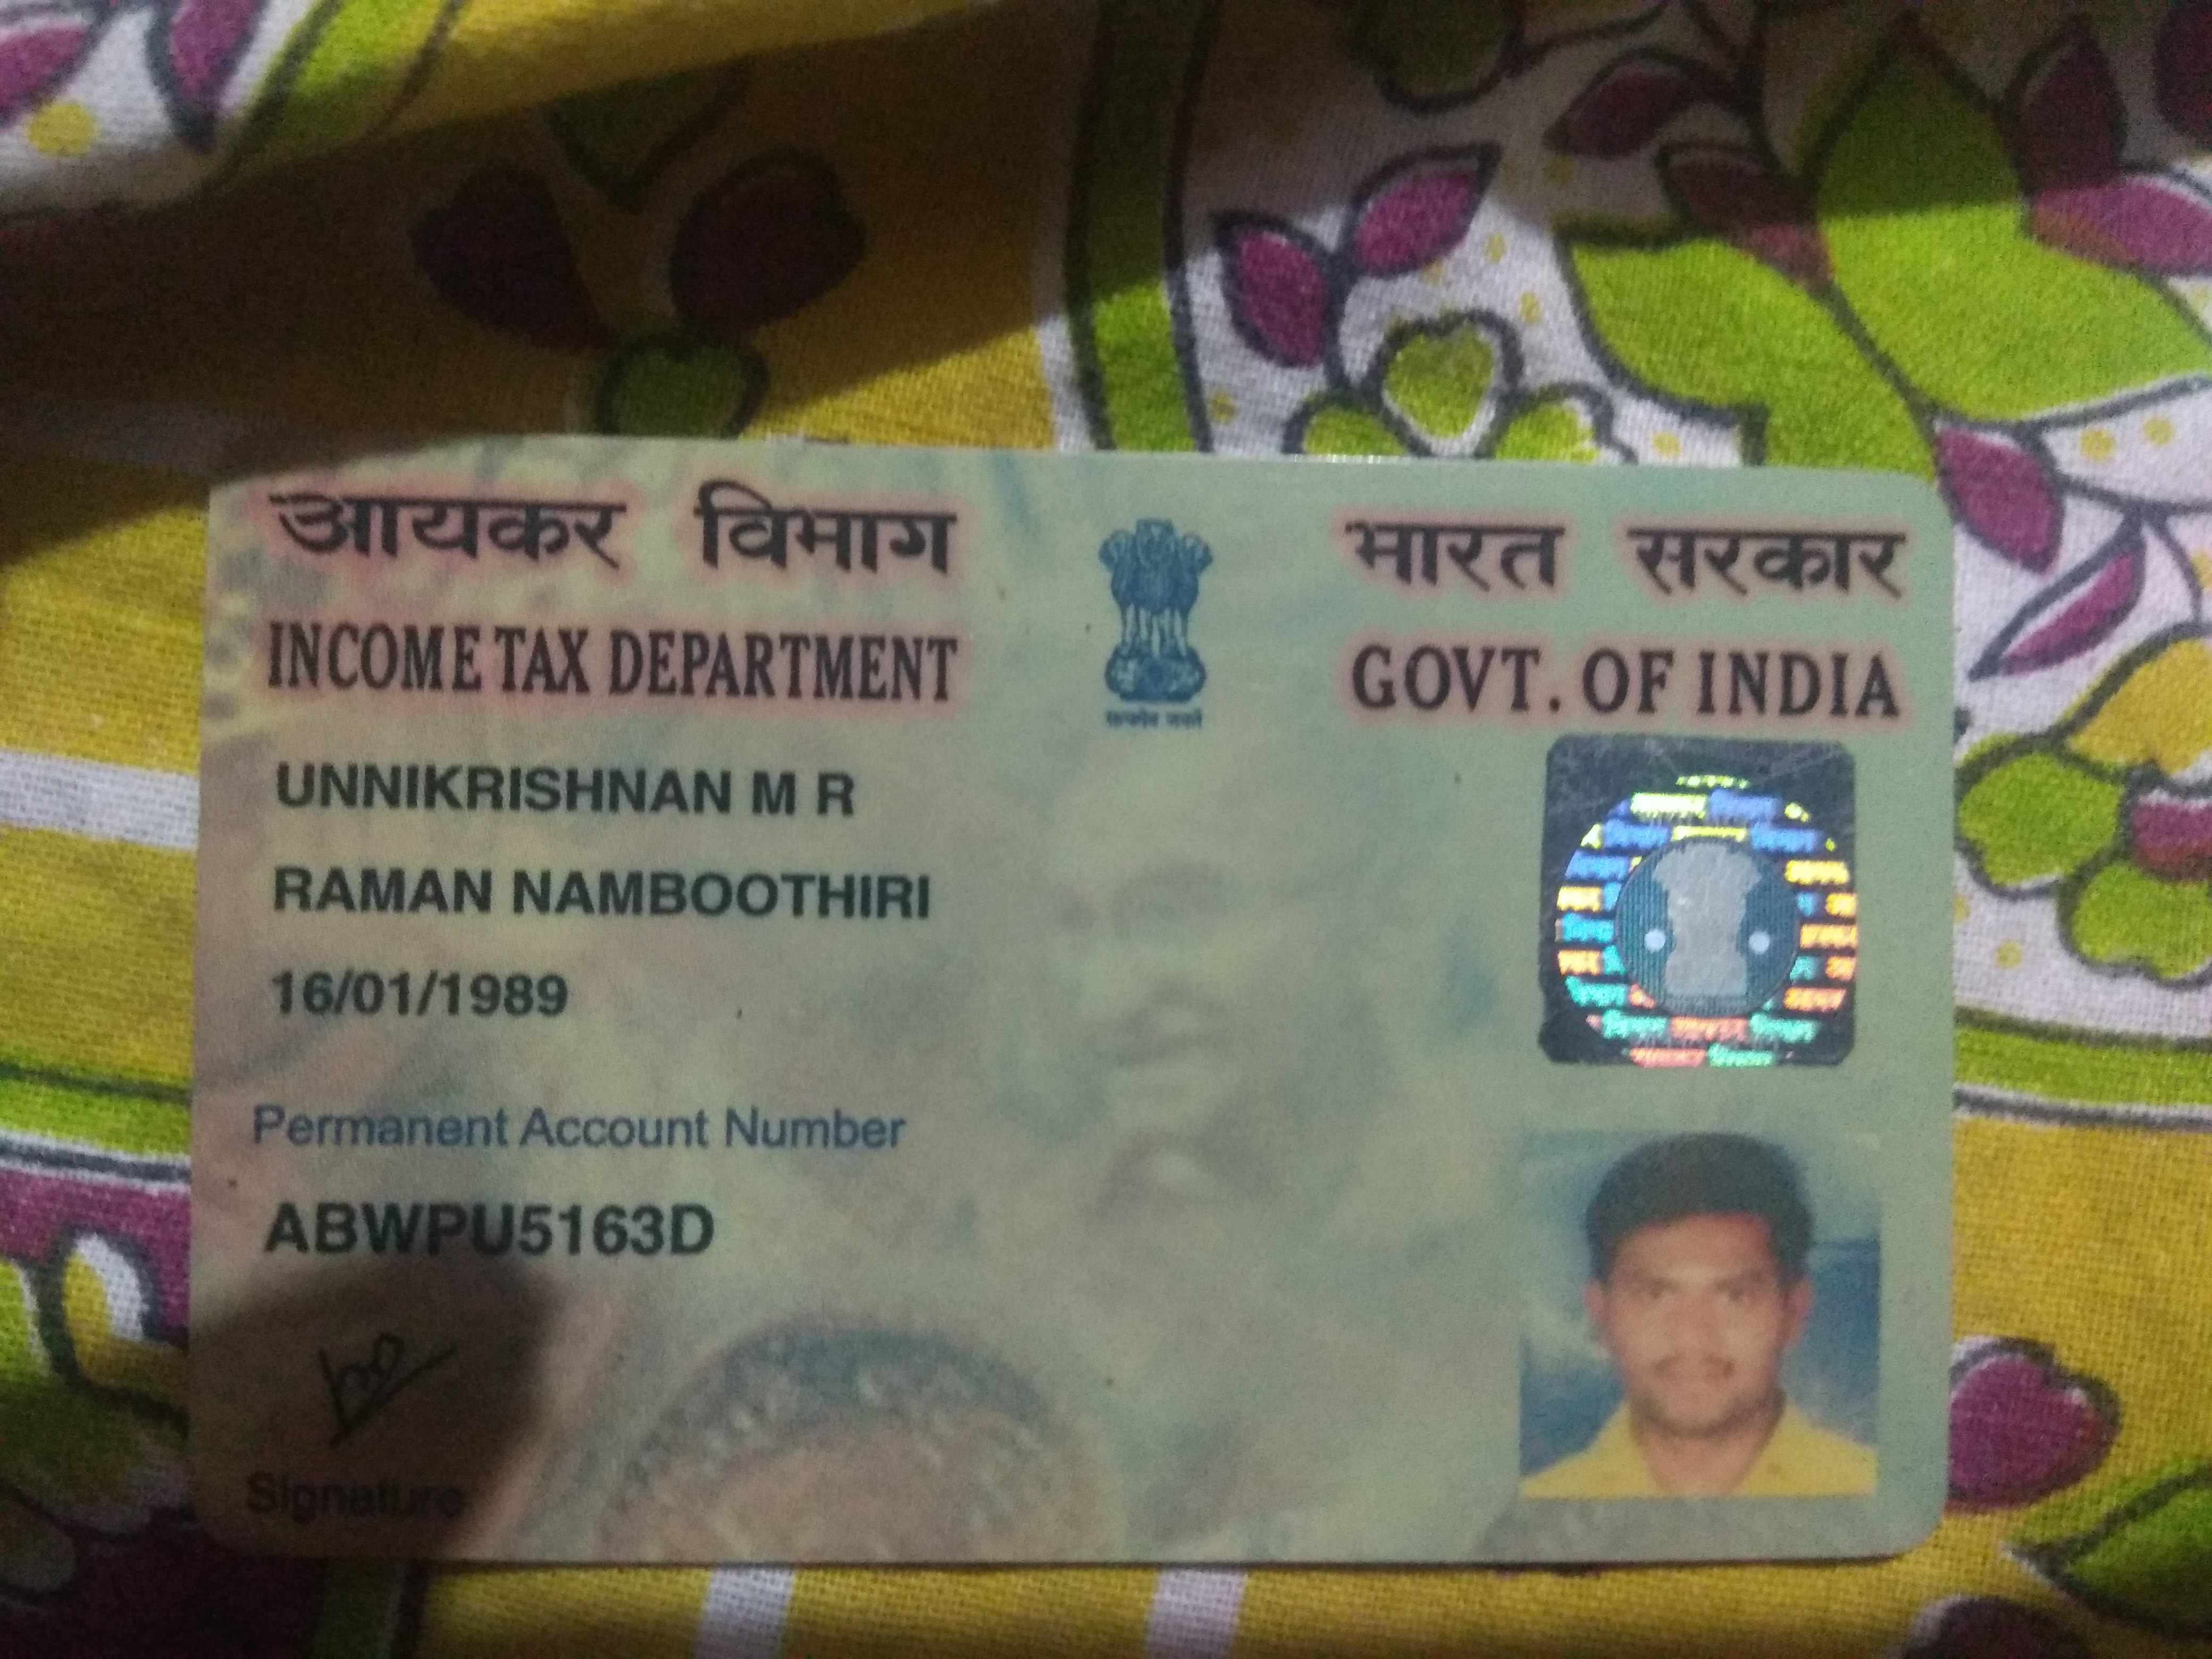 आयकर विभाग
INCOME TAX DEPARTMENT
भारत सरकार
GOVT. OF INDIA
सत्यमेव जयते
UNNIKRISHNAN M R
RAMAN NAMBOOTHIRI
16/01/1989
Permanent Account Number
ABWPU5163D
Signature